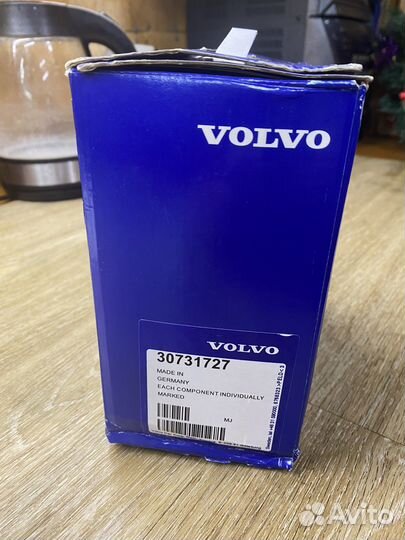 VOLVO
30731727 VOLVO
MADE IN
GERMANY
EACH COMPONENT INDIVIDUALLY
MARKED
MJ
Avito